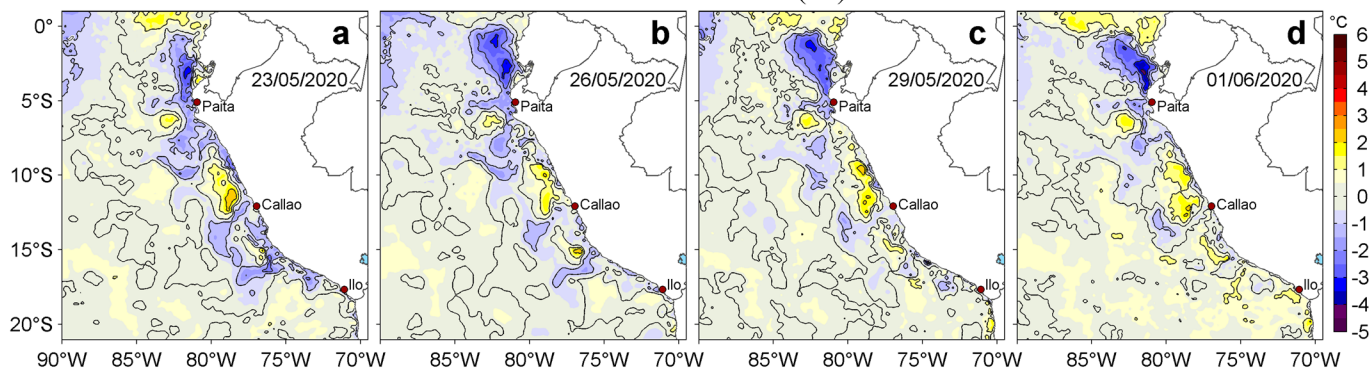 a b c d °C
23/05/2020 26/05/2020 29/05/2020 01/06/2020
0°
5°S
10°S
15°S
20°S
Paita Paita Paita Paita
Callao Callao Callao Callao
Ilo Ilo Ilo Ilo
90°W 85°W 80°W 75°W 70°W 85°W 80°W 75°W 70°W 85°W 80°W 75°W 70°W 85°W 80°W 75°W 70°W
6
5
4
3
2
1
0
-1
-2
-3
-4
-5